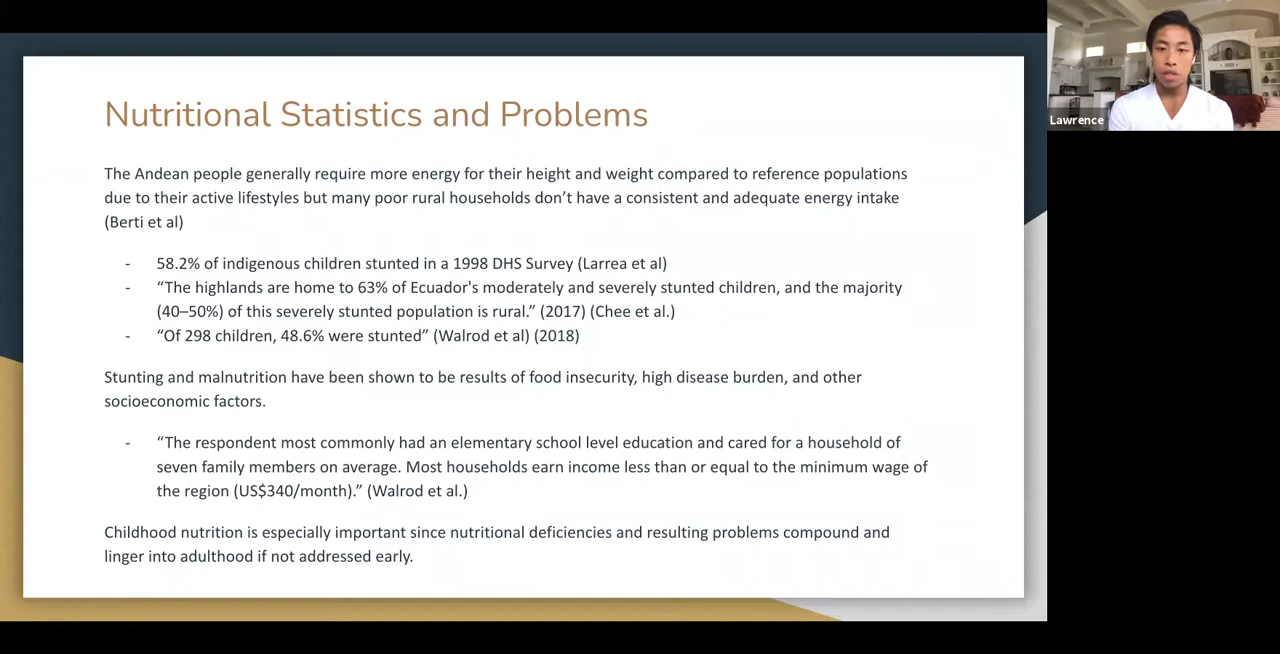 Nutritional Statistics and Problems
The Andean people generally require more energy for their height and weight compared to reference populations
due to their active lifestyles but many poor rural households don’t have a consistent and adequate energy intake
(Berti et al)
- 58.2% of indigenous children stunted in a 1998 DHS Survey (Larrea et al)
- “The highlands are home to 63% of Ecuador's moderately and severely stunted children, and the majority
(40–50%) of this severely stunted population is rural.” (2017) (Chee et al.)
- “Of 298 children, 48.6% were stunted” (Walrod et al) (2018)
Stunting and malnutrition have been shown to be results of food insecurity, high disease burden, and other
socioeconomic factors.
- “The respondent most commonly had an elementary school level education and cared for a household of
seven family members on average. Most households earn income less than or equal to the minimum wage of
the region (US$340/month).” (Walrod et al.)
Childhood nutrition is especially important since nutritional deficiencies and resulting problems compound and
linger into adulthood if not addressed early.
Lawrence